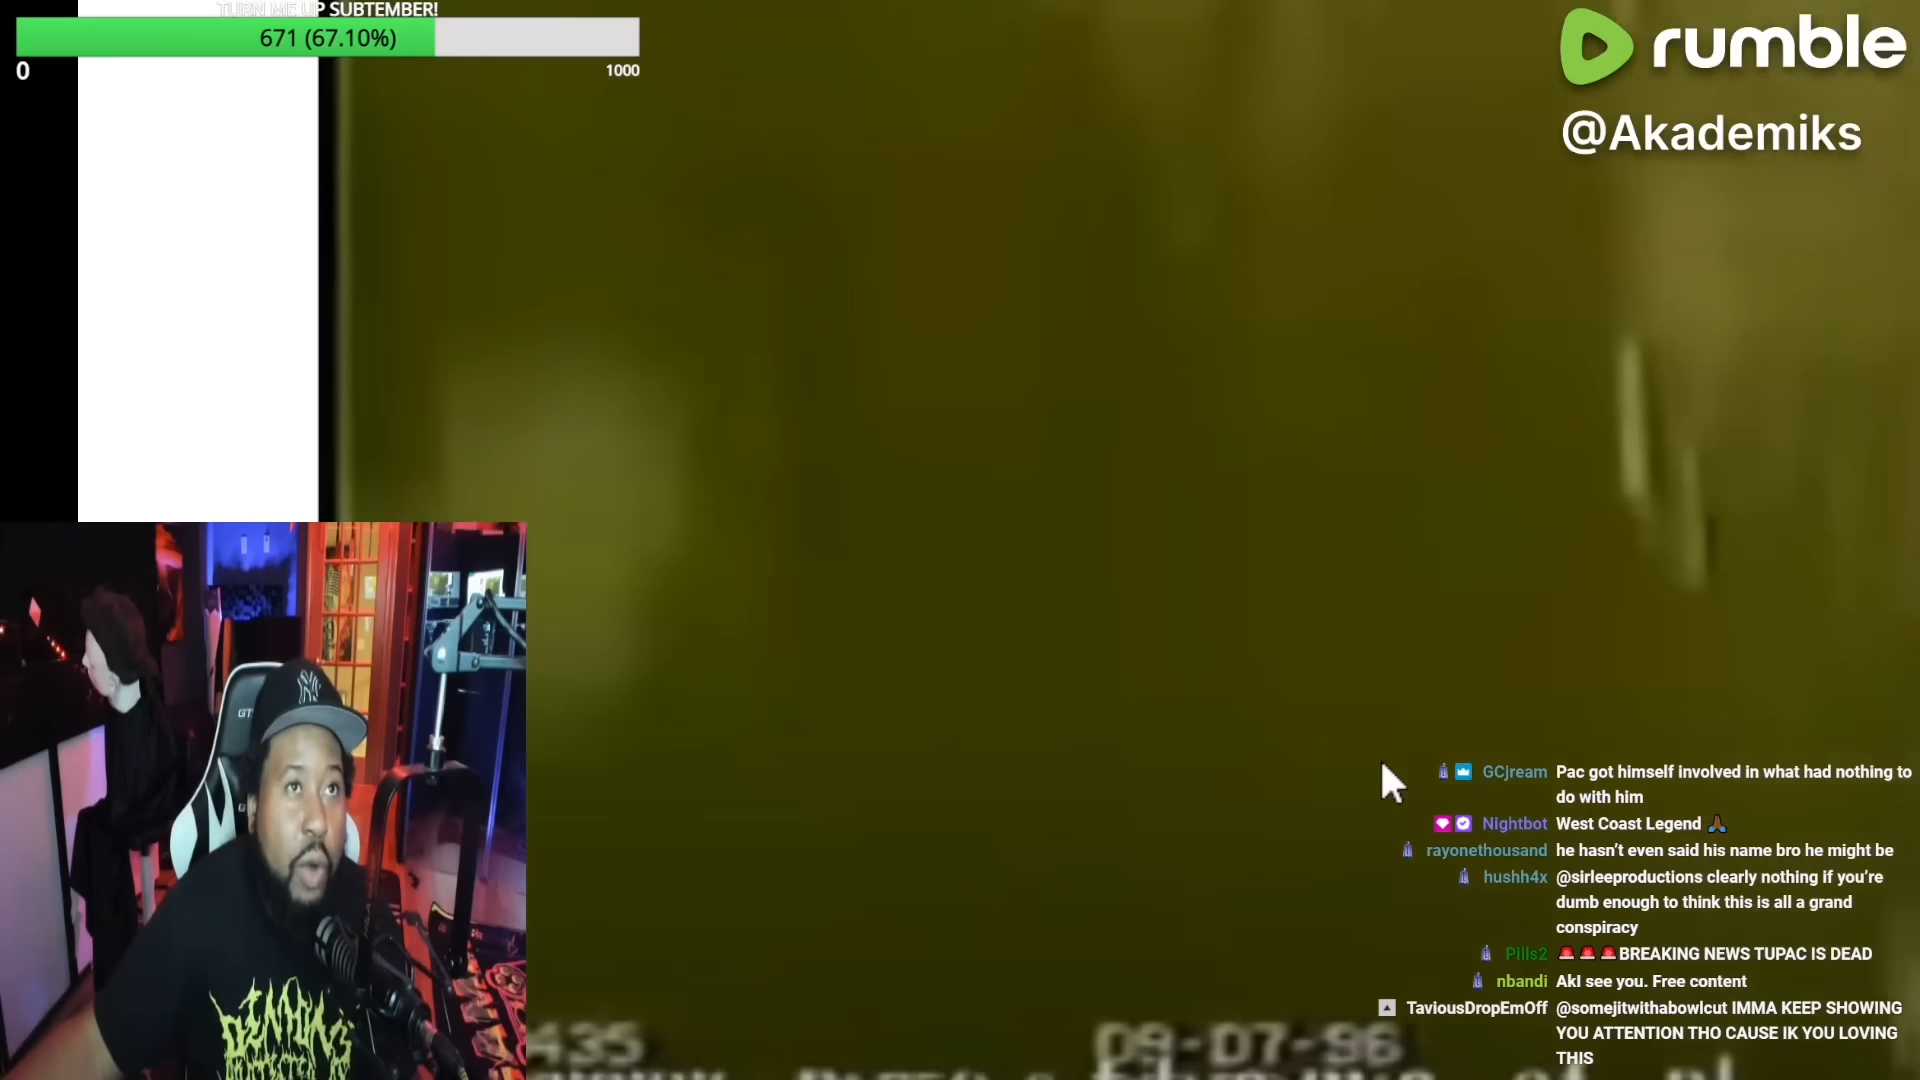 TURN ME UP SUBTEMBER!
671 (67.10%)
0
1000
rumble
@Akademiks
GCjream Pac got himself involved in what had nothing to
do with him
Nightbot West Coast Legend 🙏🏿
rayonethousand he hasn't even said his name bro he might be
hushh4x @sirleeproductions clearly nothing if you're
dumb enough to think this is all a grand
conspiracy
Pills2 🚨🚨🚨BREAKING NEWS TUPAC IS DEAD
nbandi AkI see you. Free content
TaviousDropEmOff @somejitwithabowlcut IMMA KEEP SHOWING
YOU ATTENTION THO CAUSE IK YOU LOVING
THIS
435
09-07-96
NY
GT